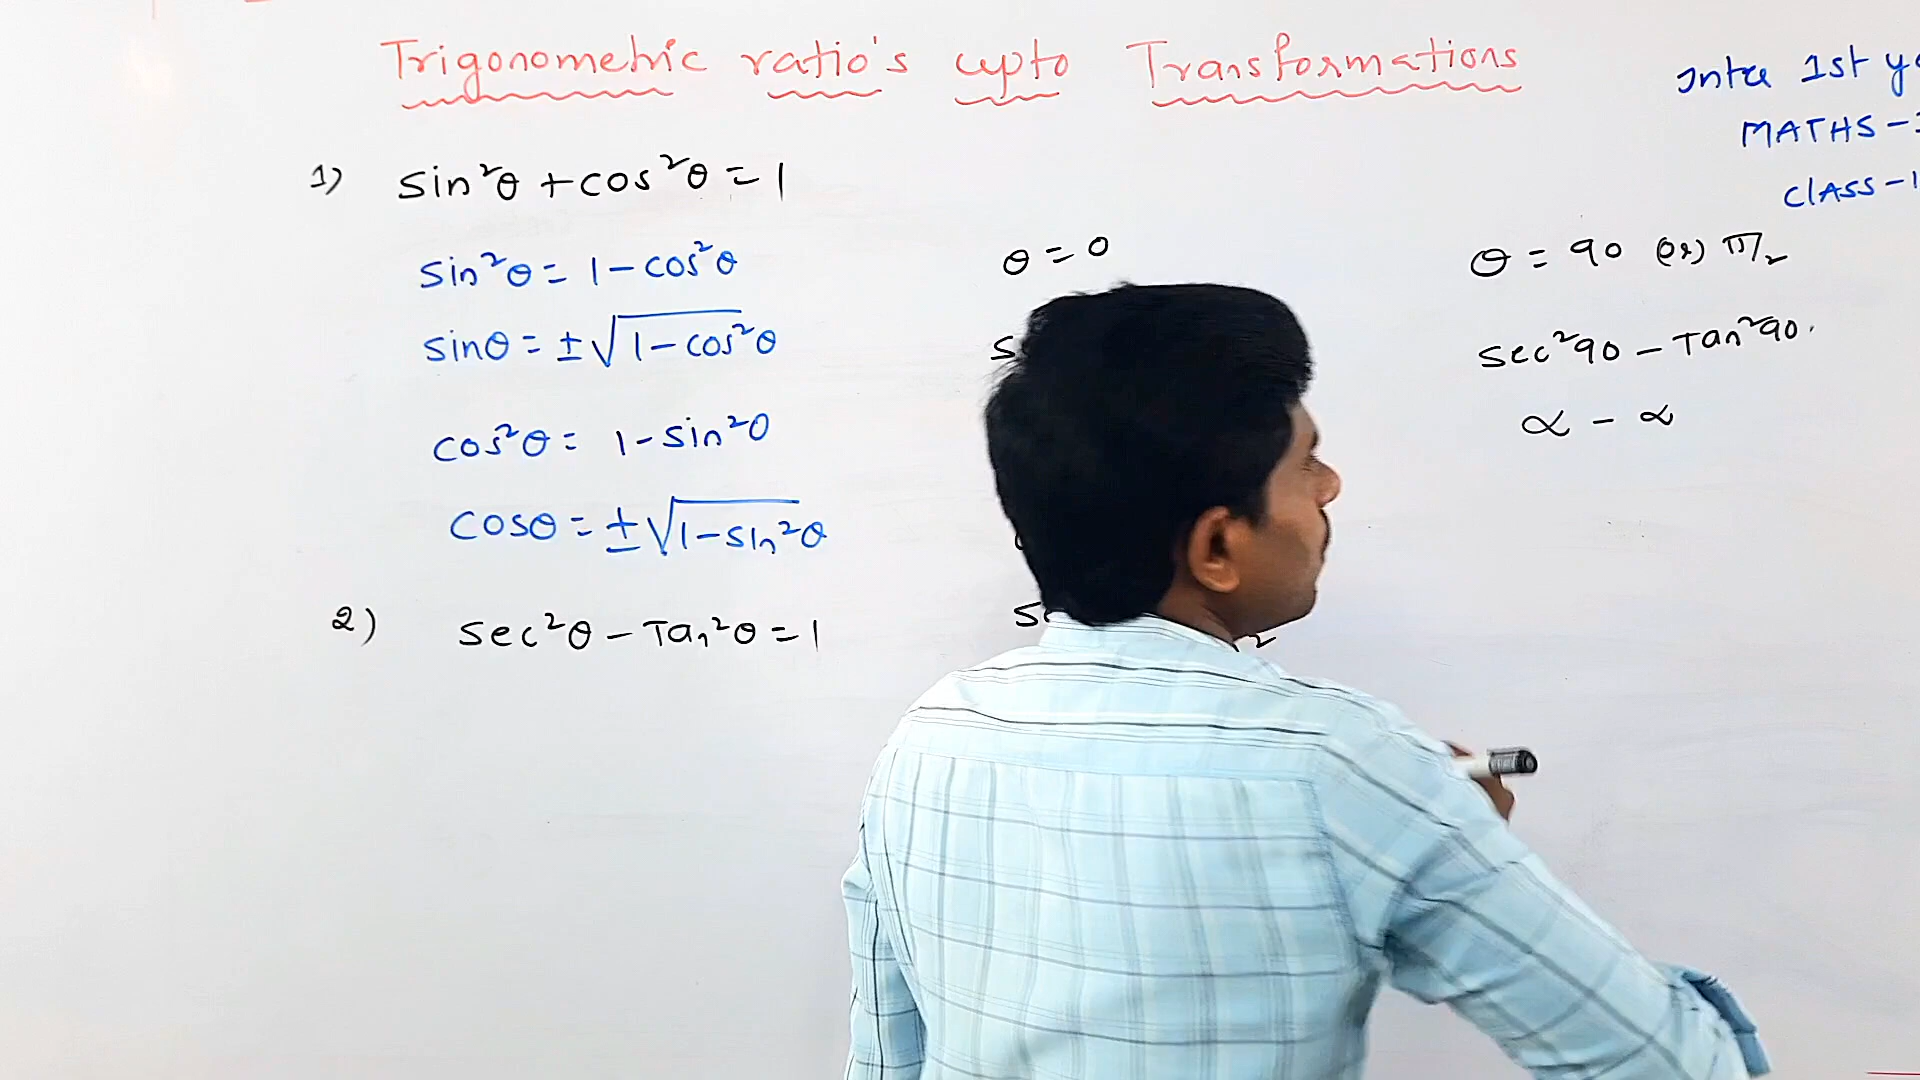 Trigonometric ratio's upto Transformations
Inter 1st
MATHS -
ClASS -1
1) sin²θ + cos²θ = 1
sin²θ = 1 - cos²θ
sinθ = ±√1 - cos²θ
cos²θ = 1 - sin²θ
cosθ = ±√1 - sin²θ
2) sec²θ - Tan²θ = 1
θ = 0
θ = 90 (or) π/2
sec²90 - Tan²90.
∝ - ∝